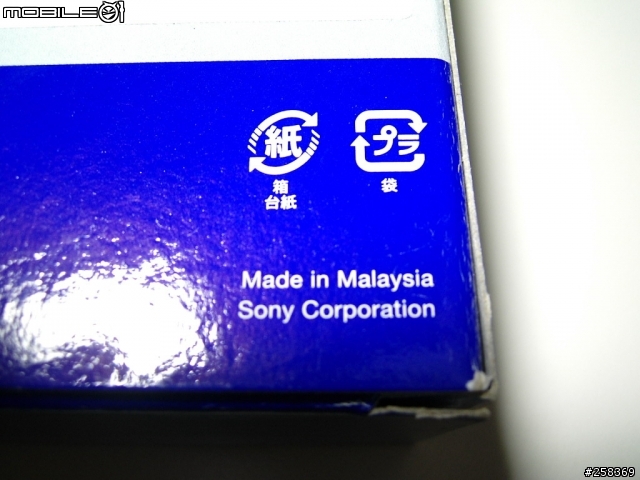 MOBILE01
紙
プラ
箱
台紙
袋
Made in Malaysia
Sony Corporation
#258369